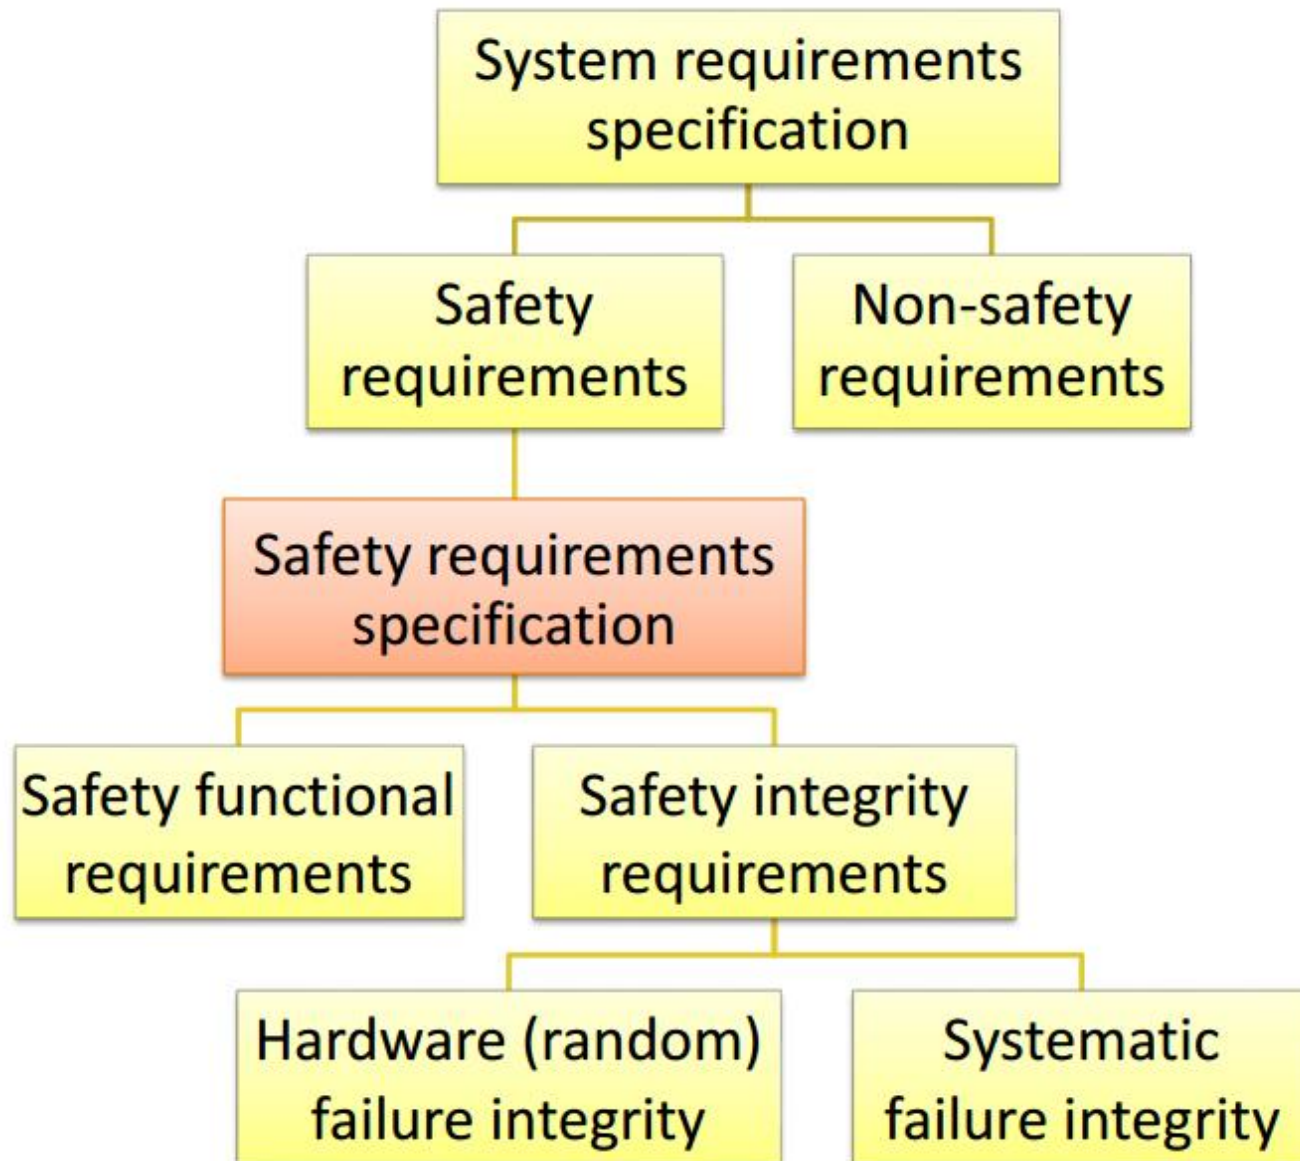 System requirements
specification
Safety
requirements
Non-safety
requirements
Safety requirements
specification
Safety functional
requirements
Safety integrity
requirements
Hardware (random)
failure integrity
Systematic
failure integrity